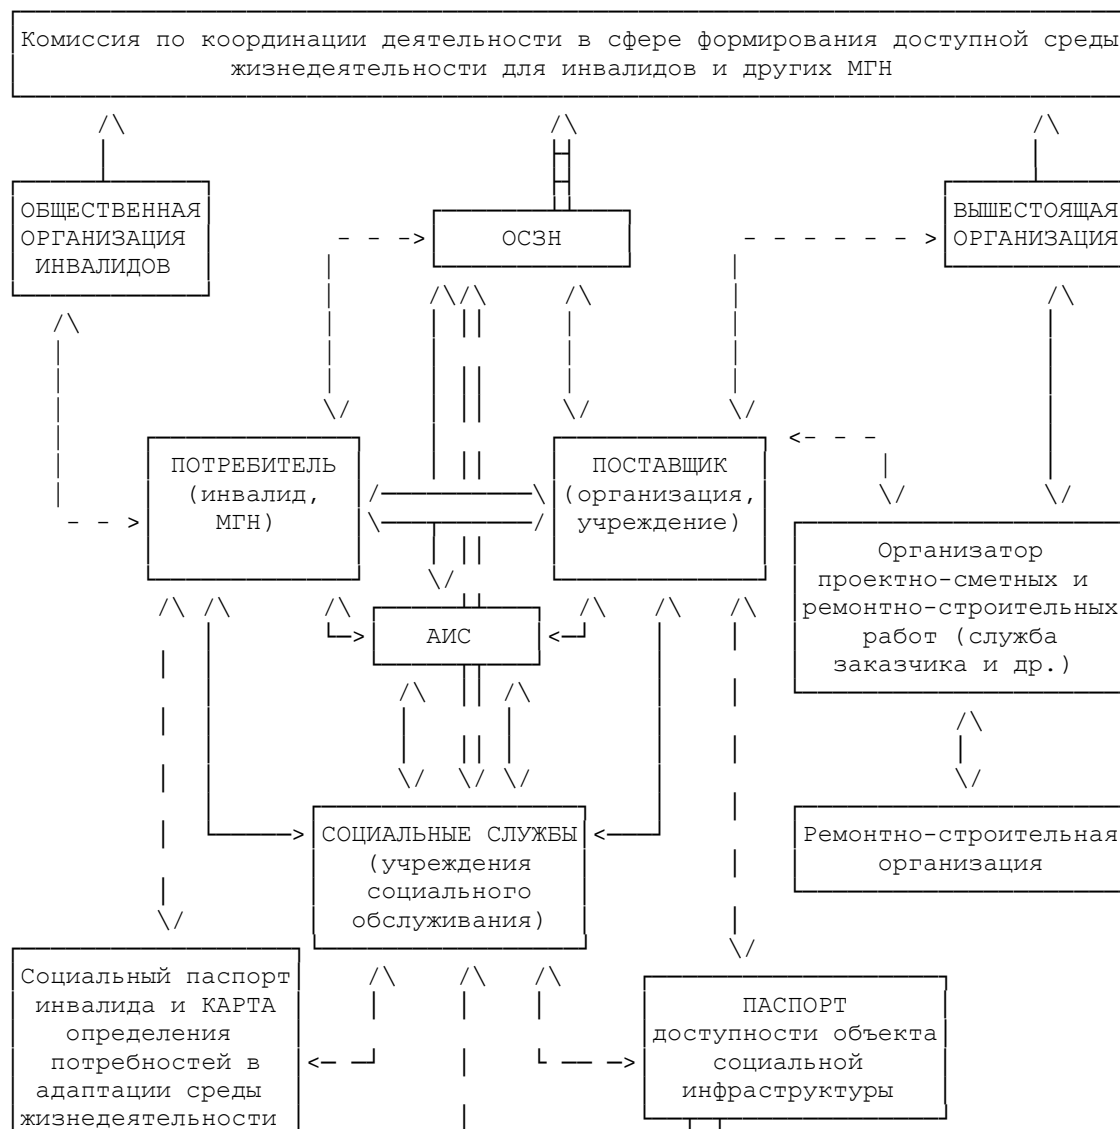 Комиссия по координации деятельности в сфере формирования доступной среды
жизнедеятельности для инвалидов и других МГН
ОБЩЕСТВЕННАЯ
ОРГАНИЗАЦИЯ
ИНВАЛИДОВ
ОСЗН
ВЫШЕСТОЯЩАЯ
ОРГАНИЗАЦИЯ
ПОТРЕБИТЕЛЬ
(инвалид,
МГН)
ПОСТАВЩИК
(организация,
учреждение)
Организатор
проектно-сметных и
ремонтно-строительных
работ (служба
заказчика и др.)
АИС
СОЦИАЛЬНЫЕ СЛУЖБЫ
(учреждения
социального
обслуживания)
Ремонтно-строительная
организация
Социальный паспорт
инвалида и КАРТА
определения
потребностей в
адаптации среды
жизнедеятельности
ПАСПОРТ
доступности объекта
социальной
инфраструктуры